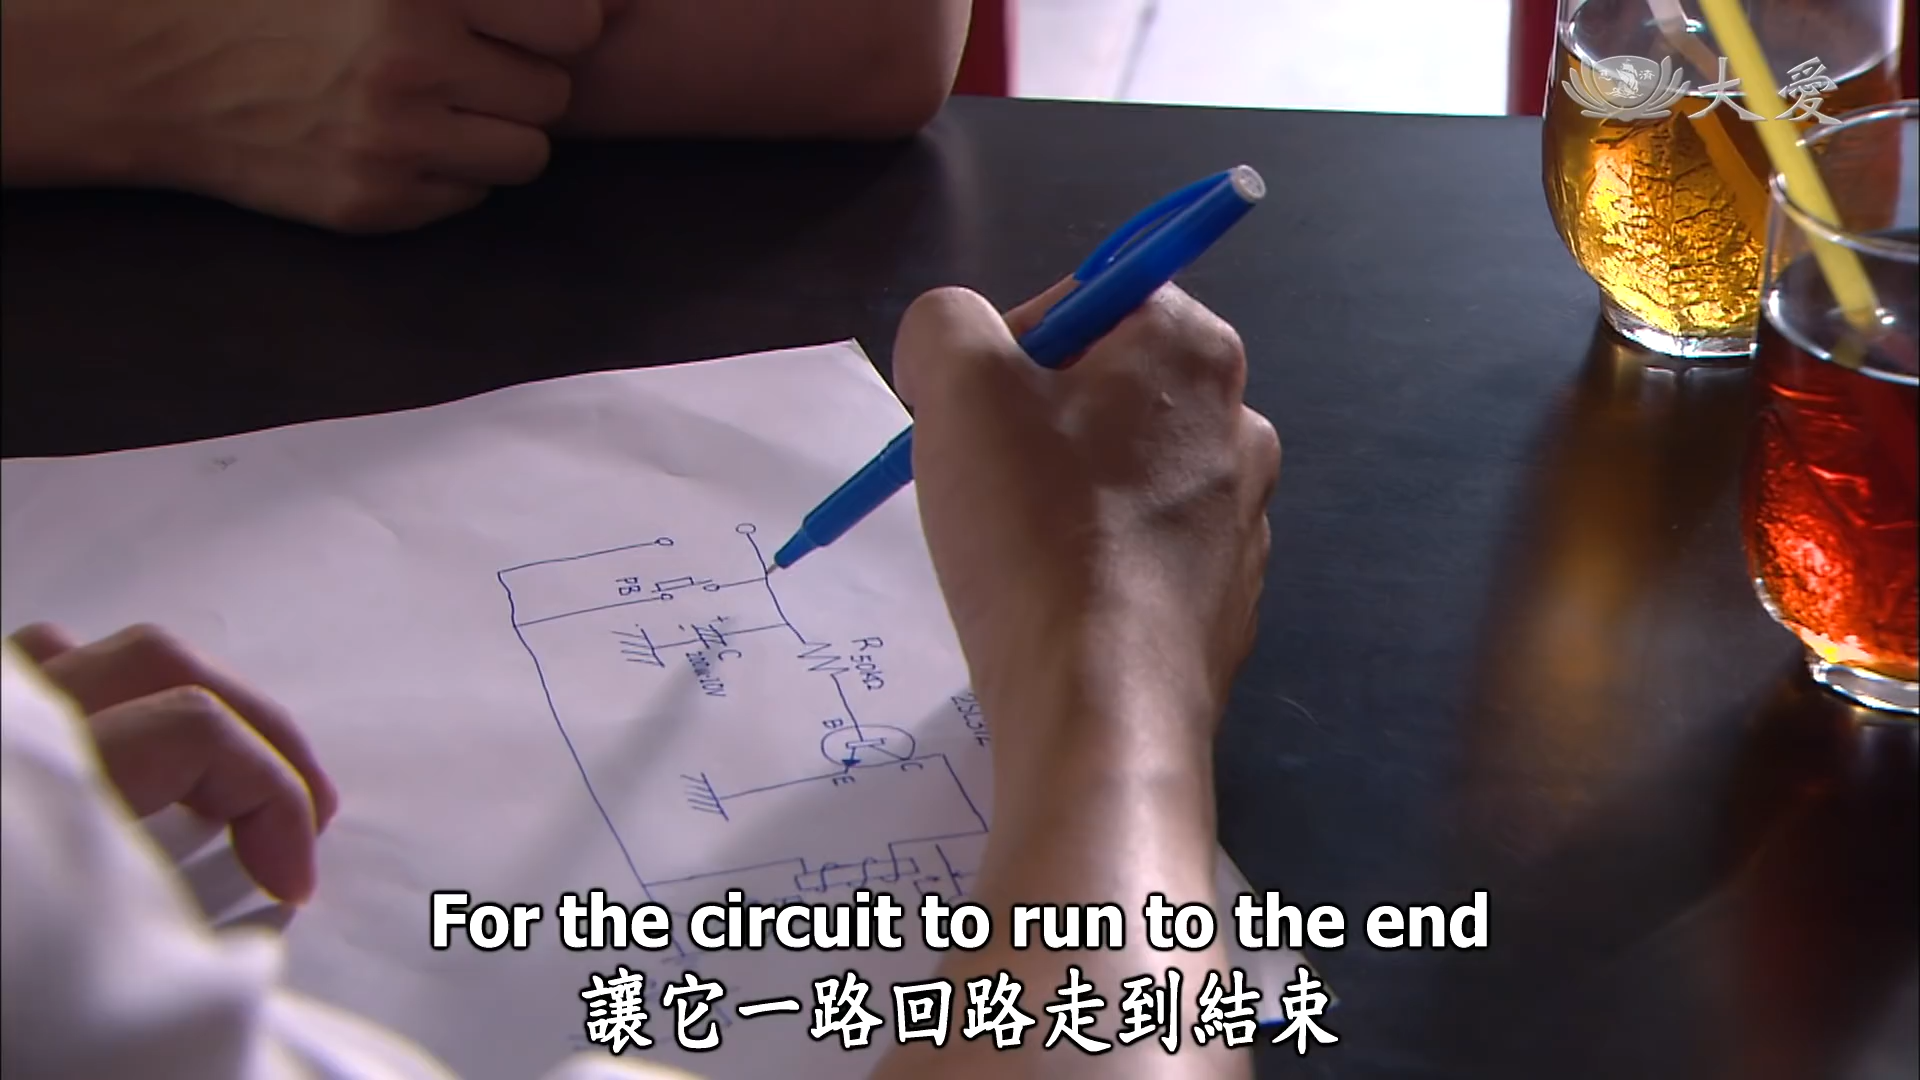 大愛
PB
+
C
-
R
50kΩ
B
C
E
For the circuit to run to the end
讓它一路回路走到結束